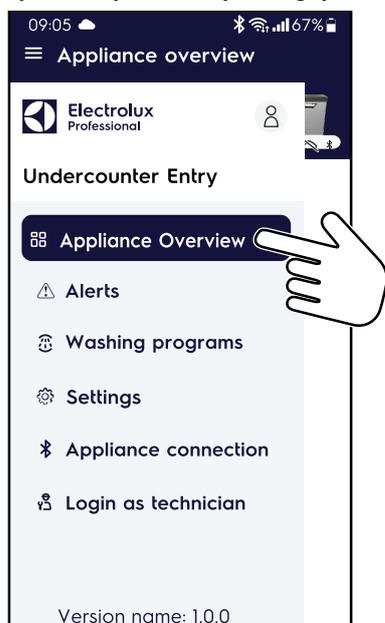 09:05 67%
Appliance overview
Electrolux
Professional
Undercounter Entry
Appliance Overview
Alerts
Washing programs
Settings
Appliance connection
Login as technician
Version name: 1.0.0